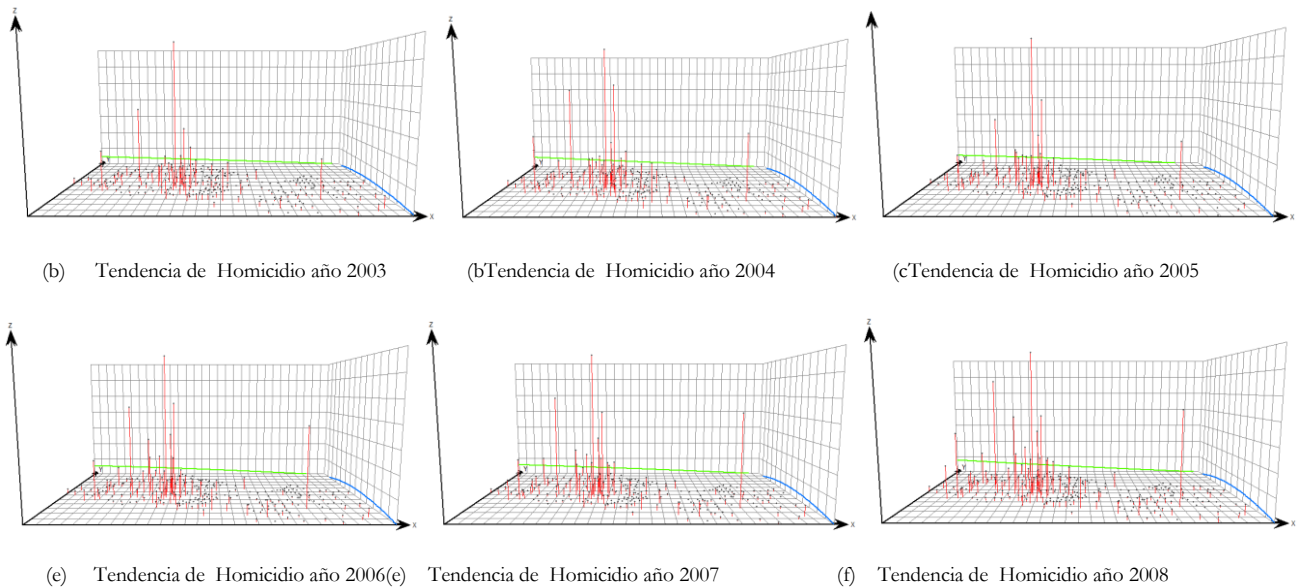 Z
Z
Y
X
Y
X
Y
X
(b) Tendencia de Homicidio año 2003
(bTendencia de Homicidio año 2004
(cTendencia de Homicidio año 2005
Z
Z
Z
Y
X
Y
X
Y
X
(e) Tendencia de Homicidio año 2006(e) Tendencia de Homicidio año 2007
(f) Tendencia de Homicidio año 2008